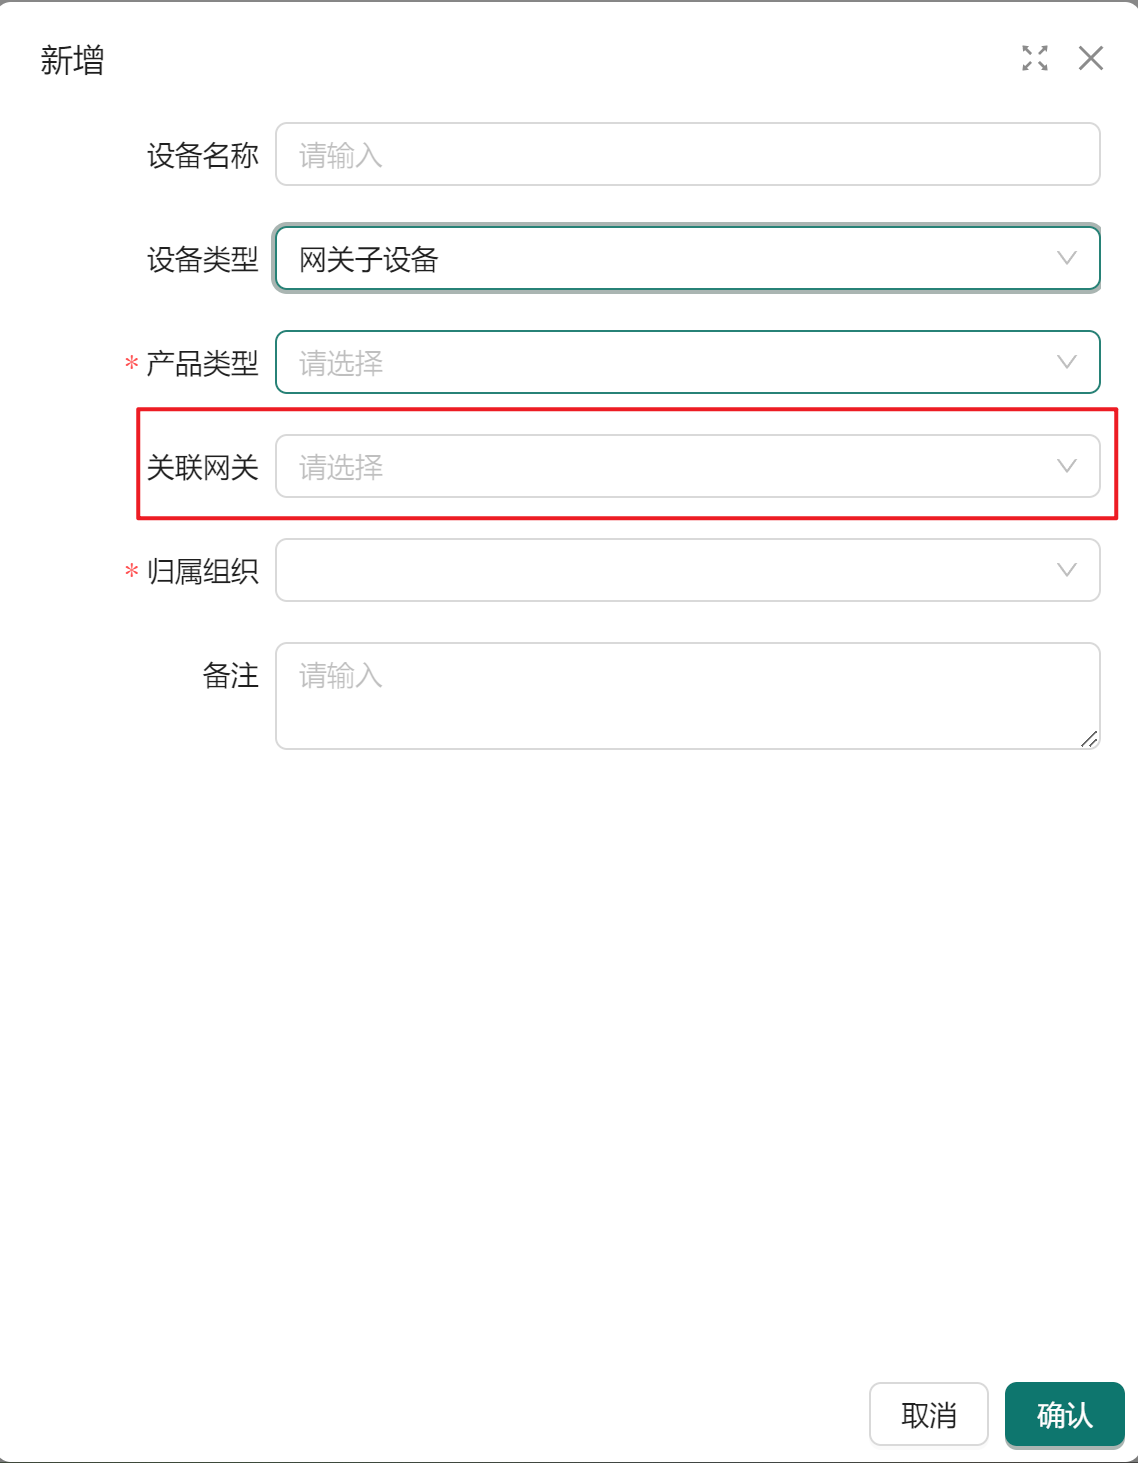 新增
设备名称 请输入
设备类型 网关子设备
* 产品类型 请选择
关联网关 请选择
* 归属组织
备注 请输入
取消 确认